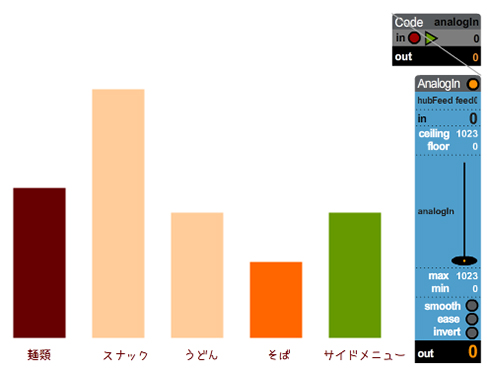 Code analogIn
in 0
out 0
AnalogIn
hubFeed feed0
in 0
ceiling 1023
floor 0
analogIn
max 1023
min 0
smooth
ease
invert
out 0
麺類 スナック うどん そば サイドメニュー